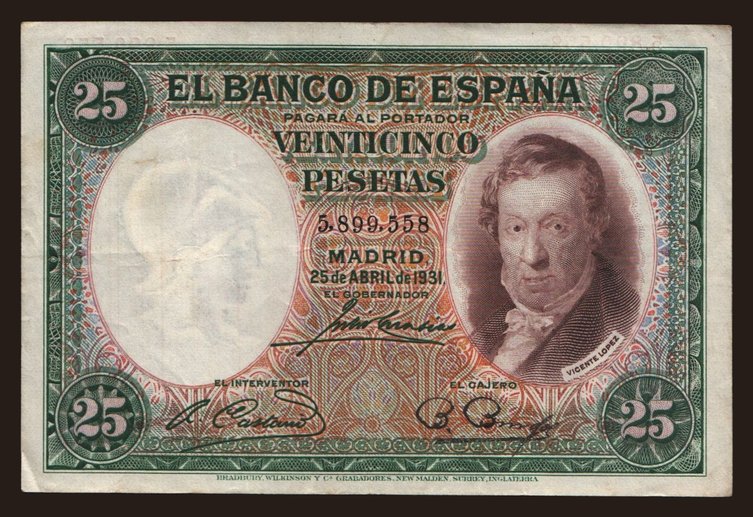 25 EL BANCO DE ESPAÑA 25
PAGARÁ AL PORTADOR
VEINTICINCO
PESETAS
5,899,558
MADRID
25 de ABRIL de 1931
EL GOBERNADOR
VICENTE LOPEZ
EL INTERVENTOR EL CAJERO
25 25
BRADBURY, WILKINSON Y Cª GRABADORES, NEW MALDEN, SURREY, INGLATERRA